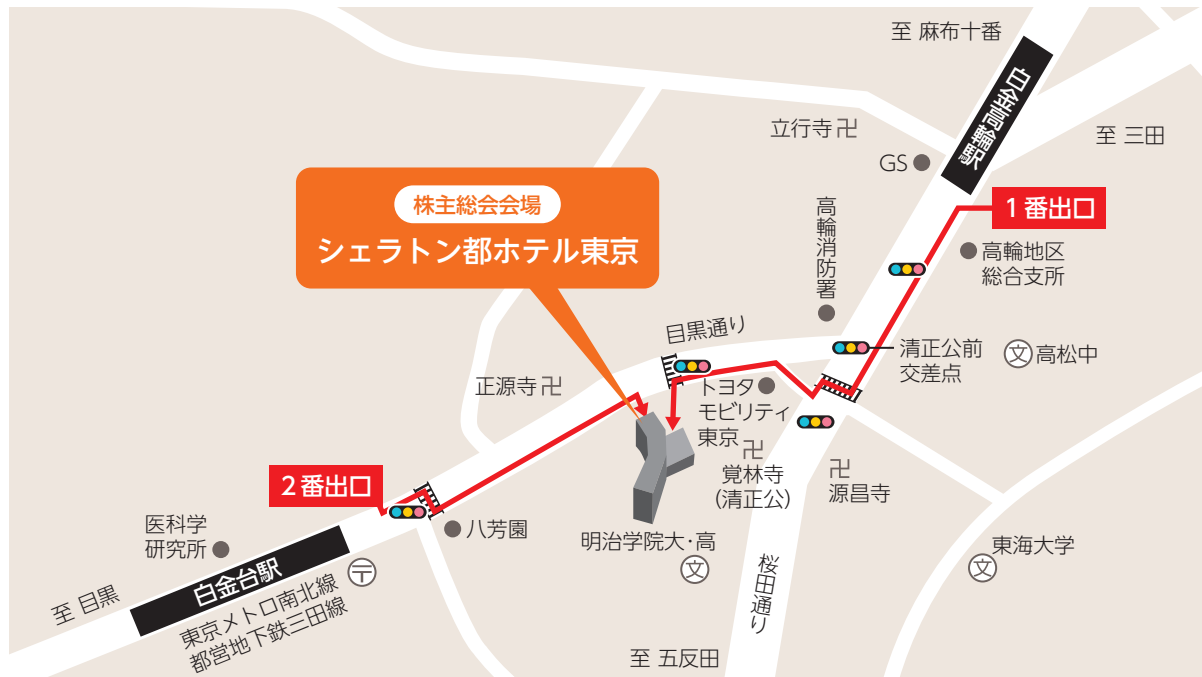 至 麻布十番
白金高輪駅
至 三田
立行寺卍
GS
1番出口
高輪消防署
高輪地区
総合支所
株主総会会場
シェラトン都ホテル東京
目黒通り
清正公前
交差点
文 高松中
正源寺卍
トヨタ
モビリティ
東京
卍
覚林寺
(清正公)
卍
源昌寺
2番出口
八芳園
医科学
研究所
明治学院大・高
文
桜田通り
東海大学
文
白金台駅
〒
至 目黒
東京メトロ南北線
都営地下鉄三田線
至 五反田